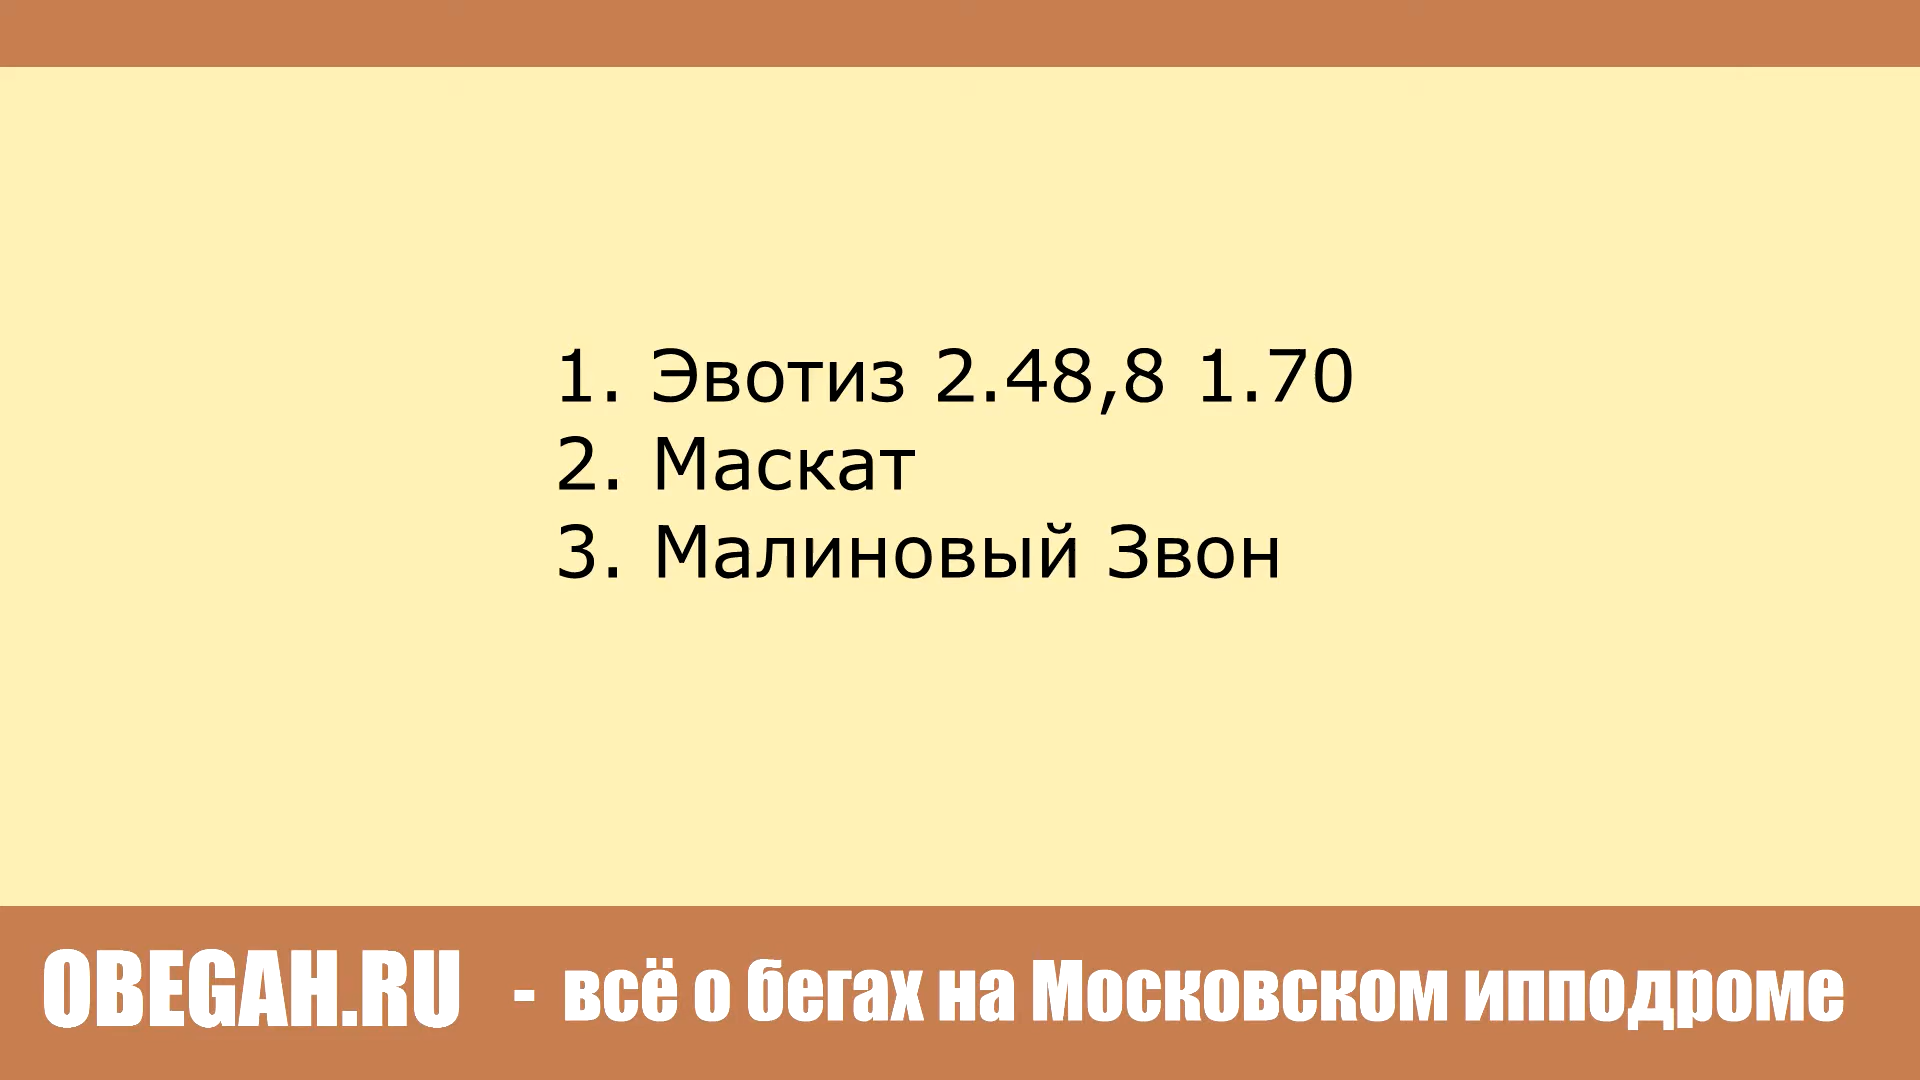 1. Эвотиз 2.48,8 1.70
2. Маскат
3. Малиновый Звон
OBEGAH.RU - всё о бегах на Московском ипподроме